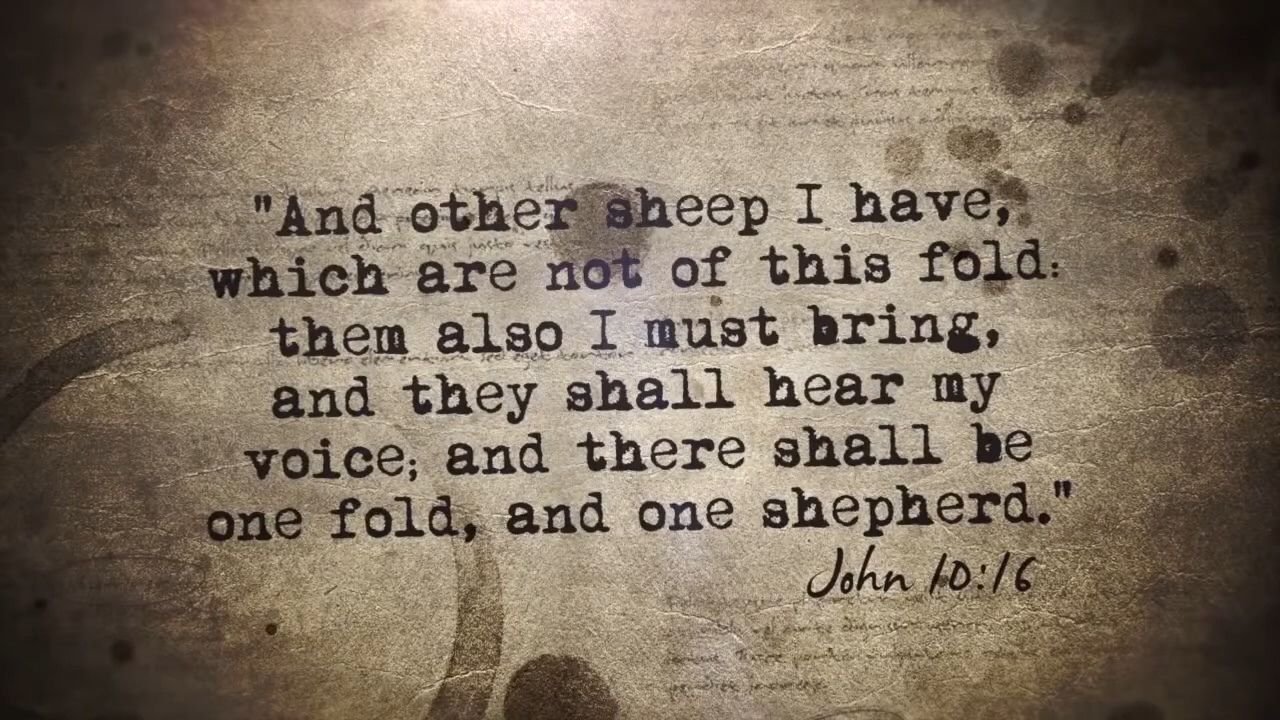 "And other sheep I have,
which are not of this fold:
them also I must bring,
and they shall hear my
voice; and there shall be
one fold, and one shepherd."
John 10:16